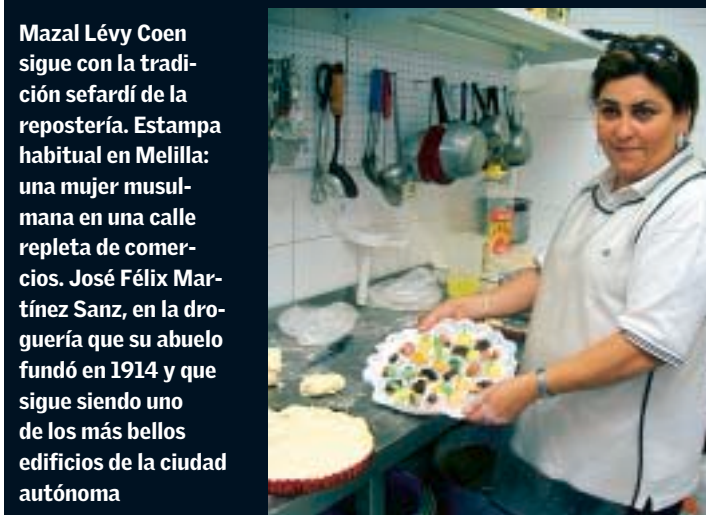 Mazal Lévy Coen
sigue con la tradi-
ción sefardí de la
repostería. Estampa
habitual en Melilla:
una mujer musul-
mana en una calle
repleta de comer-
cios. José Félix Mar-
tínez Sanz, en la dro-
guería que su abuelo
fundó en 1914 y que
sigue siendo uno
de los más bellos
edificios de la ciudad
autónoma